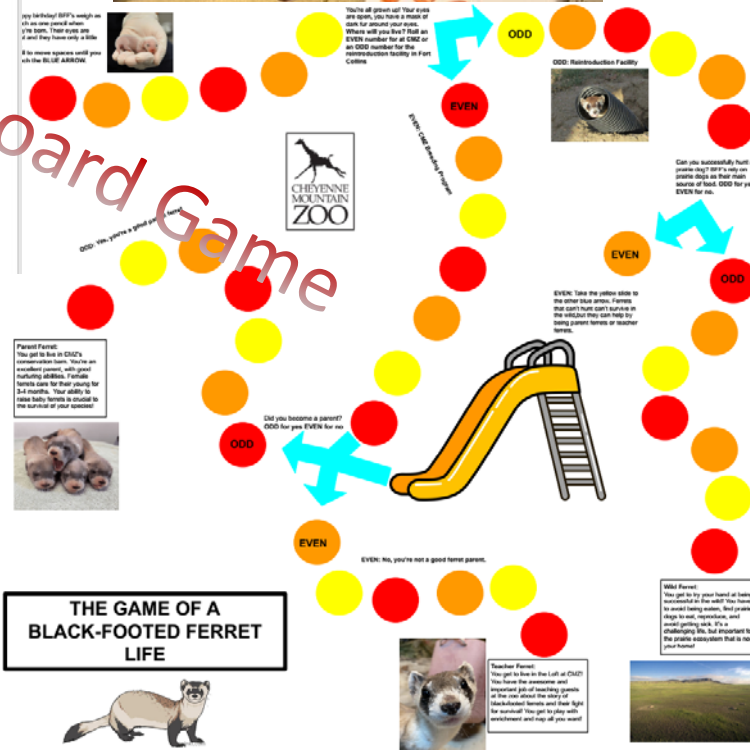 ppy birthday! BFF's weigh as
ch as one pencil when
y're born. Their eyes are
ut and they have only a little
ll to move spaces until you
ch the BLUE ARROW.
You're all grown up! Your eyes
are open, you have a mask of
dark fur around your eyes.
Where will you live? Roll an
EVEN number for at CMZ or
an ODD number for the
reintroduction facility in Fort
Collins
ODD
ODD: Reintroduction Facility
EVEN
EVEN: CMZ Breeding Program
oard Game
CHEYENNE
MOUNTAIN
ZOO
Can you successfully hunt
prairie dog? BFF's rely on
prairie dogs as their main
source of food. ODD for ye
EVEN for no.
ODD: Yes, you're a good parent ferret
EVEN
ODD
EVEN: Take the yellow slide to
the other blue arrow. Ferrets
that can't hunt can't survive in
the wild,but they can help by
being parent ferrets or teacher
ferrets.
Parent Ferret:
You get to live in CMZ's
conservation barn. You're an
excellent parent, with good
nurturing abilities. Female
ferrets care for their young for
3-4 months. Your ability to
raise baby ferrets is crucial to
the survival of your species!
Did you become a parent?
ODD for yes EVEN for no
ODD
EVEN
EVEN: No, you're not a good ferret parent.
Wild Ferret:
You get to try your hand at being
successful in the wild! You have
to avoid being eaten, find prairie
dogs to eat, reproduce, and
avoid getting sick. It's a
challenging life, but important to
the prairie ecosystem that is now
your home!
THE GAME OF A
BLACK-FOOTED FERRET
LIFE
Teacher Ferret:
You get to live in the Loft at CMZ!
You have the awesome and
important job of teaching guests
at the zoo about the story of
black-footed ferrets and their fight
for survival! You get to play with
enrichment and nap all you want!